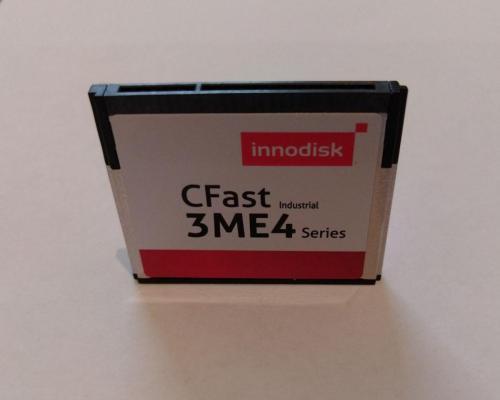 innodisk
CFast Industrial
3ME4 Series